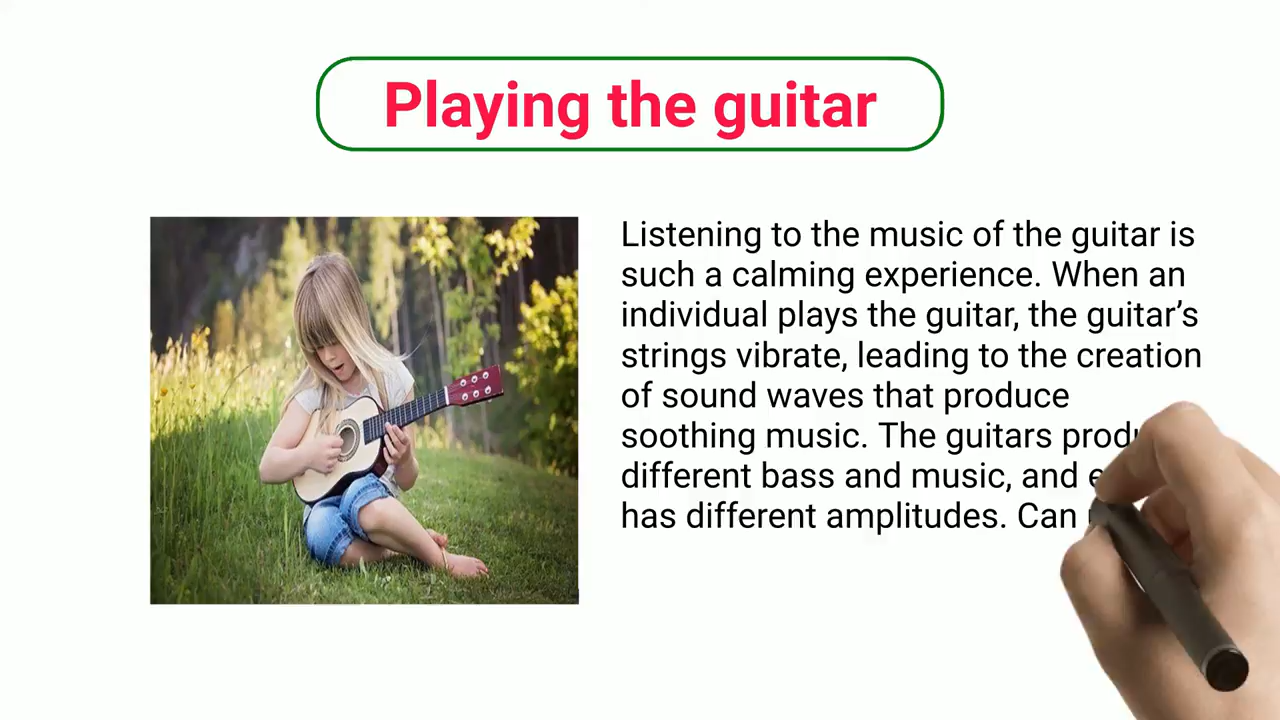 Playing the guitar
Listening to the music of the guitar is
such a calming experience. When an
individual plays the guitar, the guitar’s
strings vibrate, leading to the creation
of sound waves that produce
soothing music. The guitars
different bass and music, and
has different amplitudes. Can